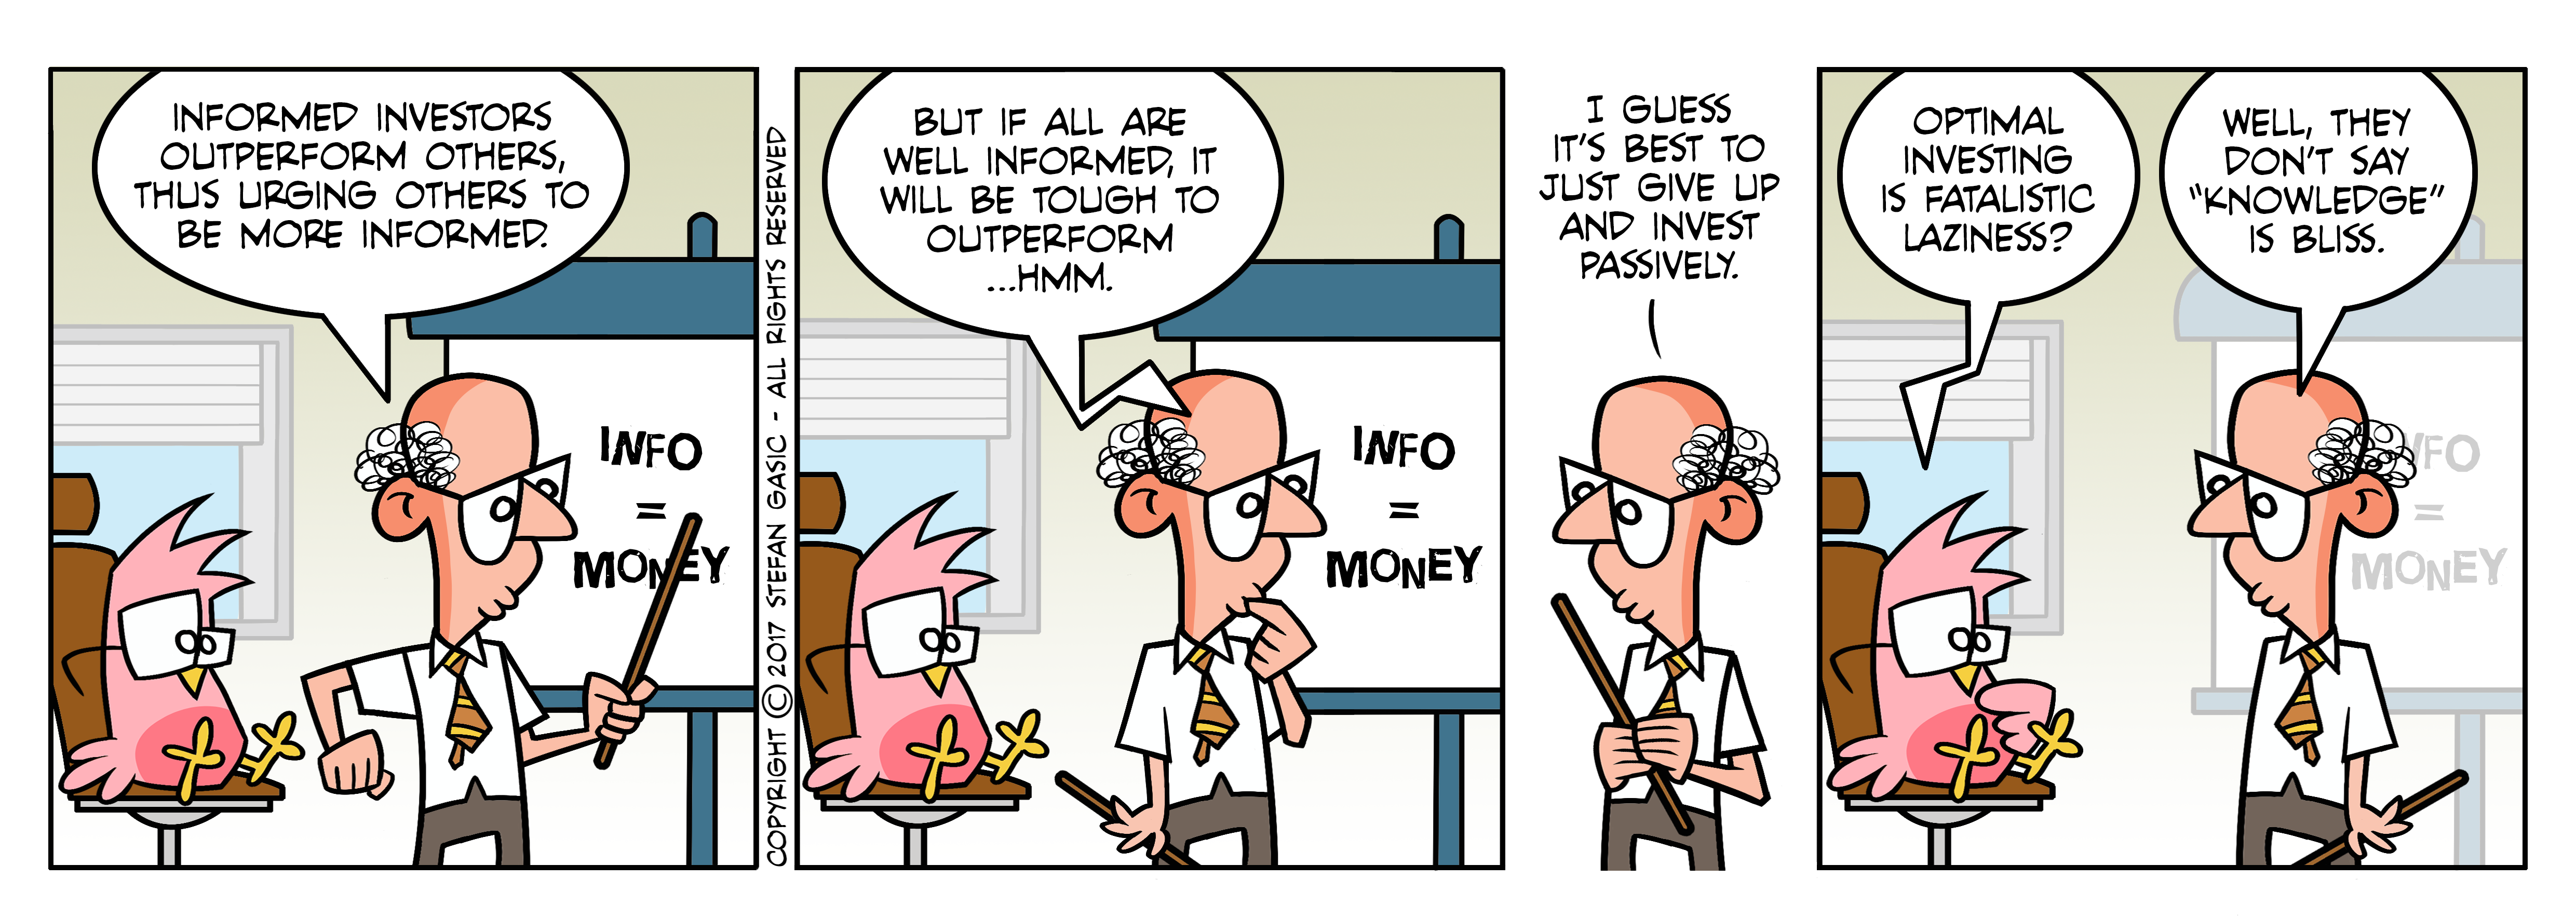 INFORMED INVESTORS
OUTPERFORM OTHERS,
THUS URGING OTHERS TO
BE MORE INFORMED.
INFO
=
MONEY
COPYRIGHT © 2017 STEFAN GASIC - ALL RIGHTS RESERVED
BUT IF ALL ARE
WELL INFORMED, IT
WILL BE TOUGH TO
OUTPERFORM
...HMM.
INFO
=
MONEY
I GUESS
IT'S BEST TO
JUST GIVE UP
AND INVEST
PASSIVELY.
OPTIMAL
INVESTING
IS FATALISTIC
LAZINESS?
WELL, THEY
DON'T SAY
"KNOWLEDGE"
IS BLISS.
NFO
=
MONEY